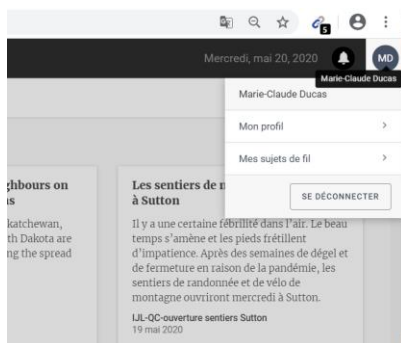 5
Mercredi, mai 20, 2020
MD
Marie-Claude Ducas
Marie-Claude Ducas
Mon profil
Mes sujets de fil
SE DÉCONNECTER
ghbours on
Les sentiers de
à Sutton
katchewan,
th Dakota are
ng the spread
Il y a une certaine fébrilité dans l'air. Le beau
temps s'amène et les pieds frétillent
d'impatience. Après des semaines de dégel et
de fermeture en raison de la pandémie, les
sentiers de randonnée et de vélo de
montagne ouvriront mercredi à Sutton.
IJL-QC-ouverture sentiers Sutton
19 mai 2020